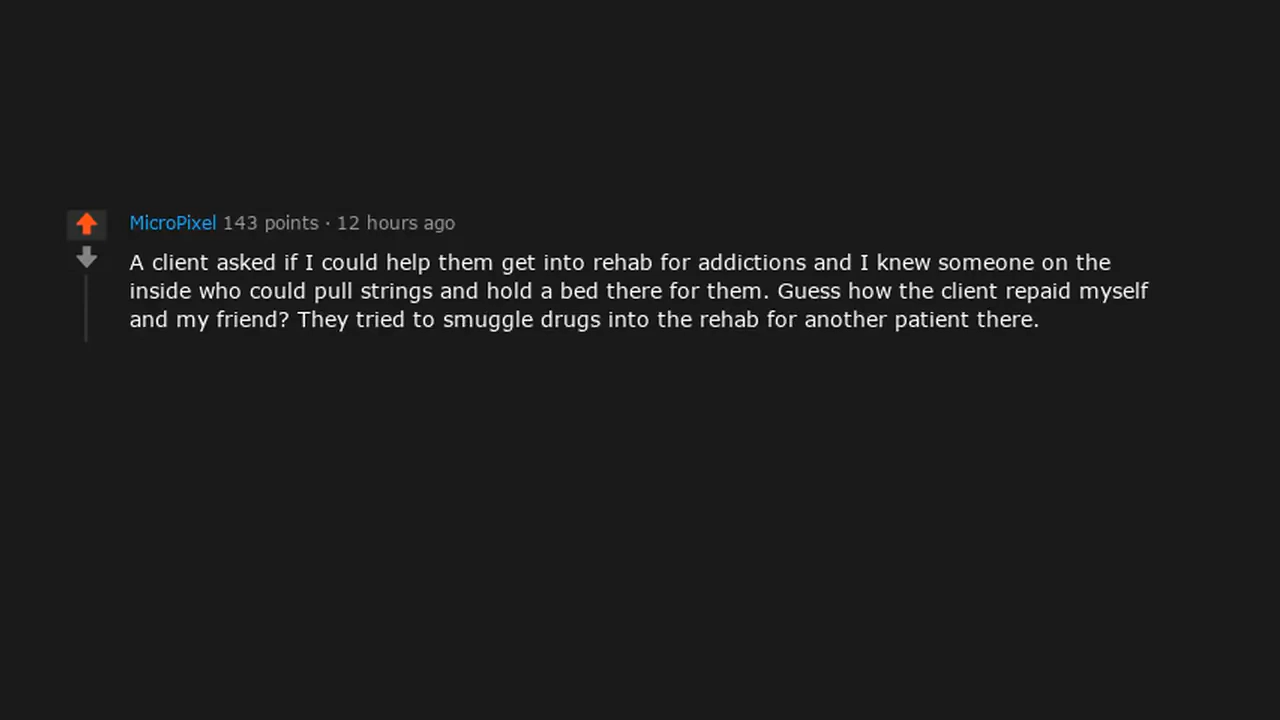 MicroPixel 143 points · 12 hours ago
A client asked if I could help them get into rehab for addictions and I knew someone on the
inside who could pull strings and hold a bed there for them. Guess how the client repaid myself
and my friend? They tried to smuggle drugs into the rehab for another patient there.